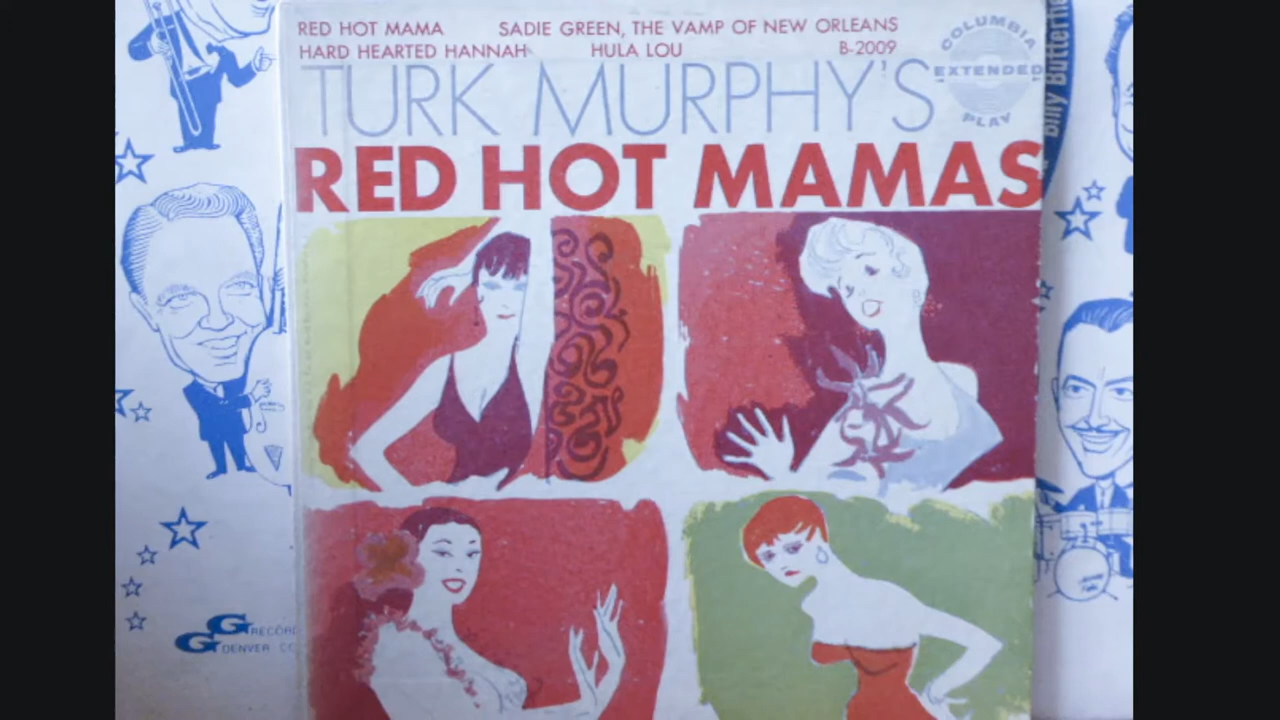 RED HOT MAMA SADIE GREEN, THE VAMP OF NEW ORLEANS
HARD HEARTED HANNAH HULA LOU B-2009
COLUMBIA
'EXTENDED'
PLAY
TURK MURPHY'S
RED HOT MAMAS
Billy
GG
DENVER